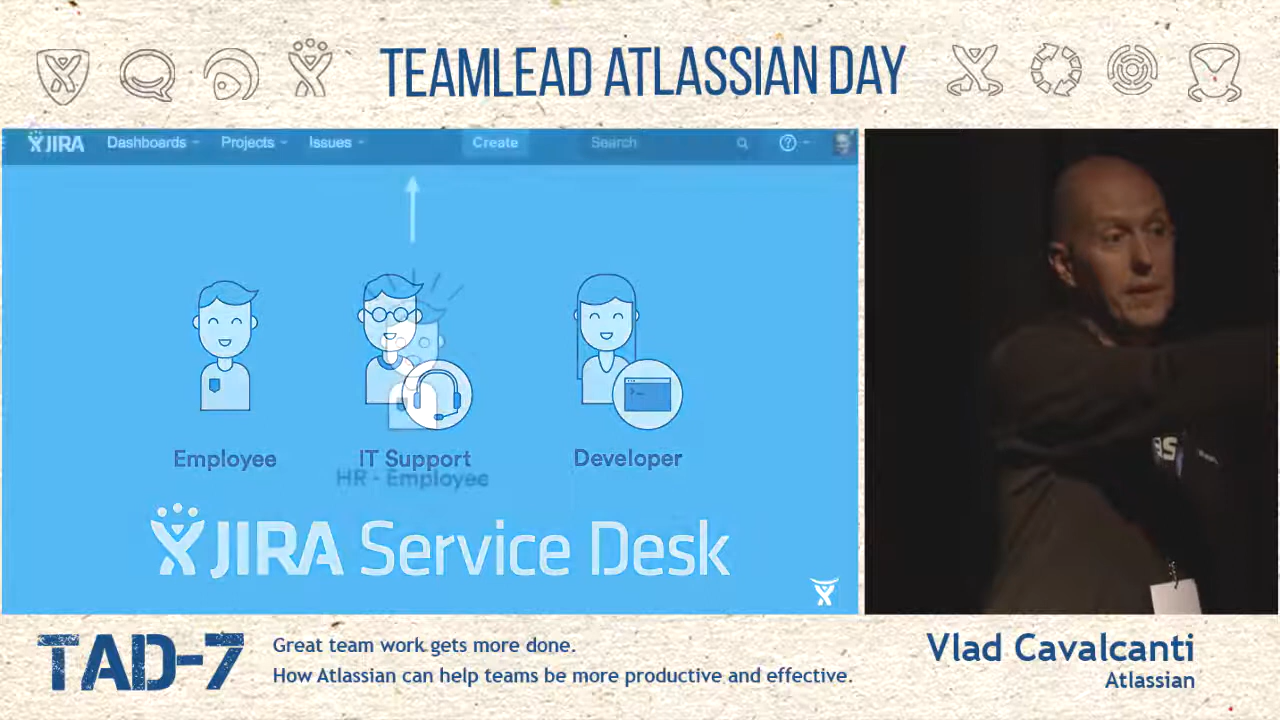 TEAMLEAD ATLASSIAN DAY
JIRA Dashboards Projects Issues Create Search ?
Employee
IT Support
Developer
HR - Employee
JIRA Service Desk
TAD-7
Great team work gets more done.
How Atlassian can help teams be more productive and effective.
Vlad Cavalcanti
Atlassian